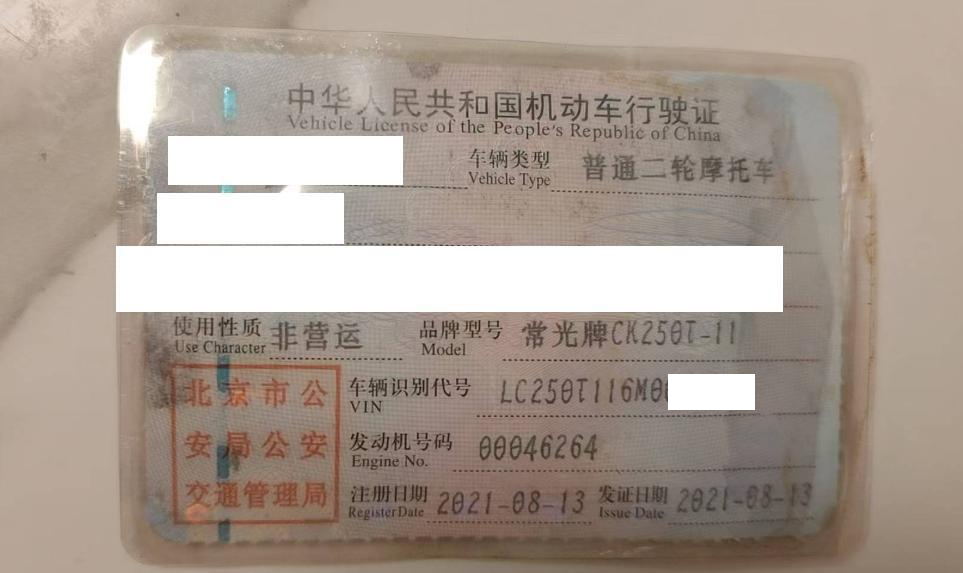 中华人民共和国机动车行驶证
Vehicle License of the People's Republic of China
车辆类型 普通二轮摩托车
Vehicle Type
使用性质 非营运 品牌型号 常光牌CK250T-11
Use Character Model
北京市公
安局公安
交通管理局
车辆识别代号 LC250T116M0
VIN
发动机号码 00046264
Engine No.
注册日期 2021-08-13 发证日期 2021-08-13
Register Date Issue Date